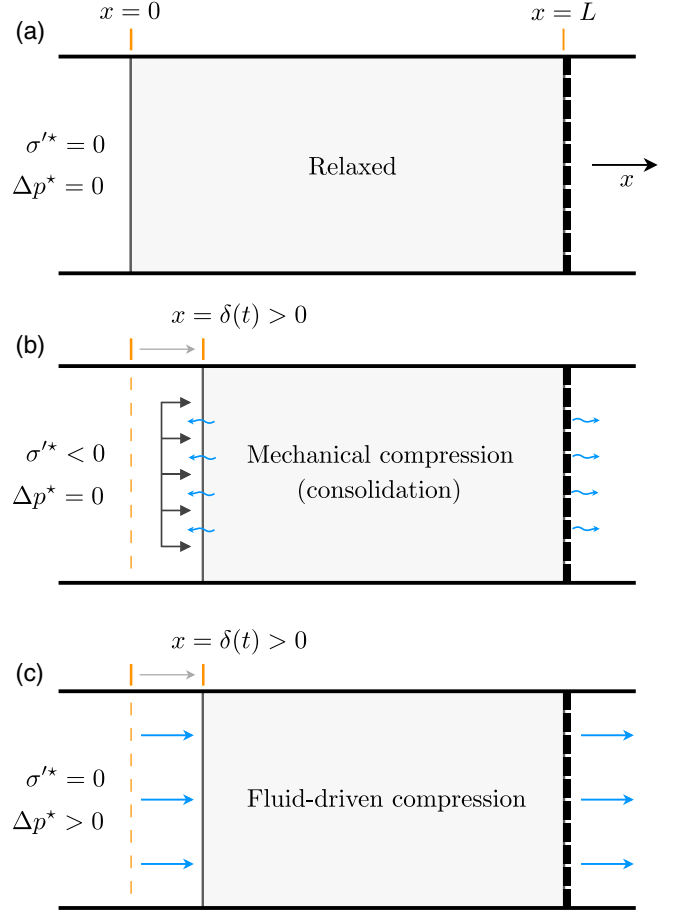 x = 0
x = L
(a)
σ′⋆ = 0
Δp⋆ = 0
Relaxed
x
x = δ(t) > 0
(b)
σ′⋆ < 0
Δp⋆ = 0
Mechanical compression
(consolidation)
x = δ(t) > 0
(c)
σ′⋆ = 0
Δp⋆ > 0
Fluid-driven compression